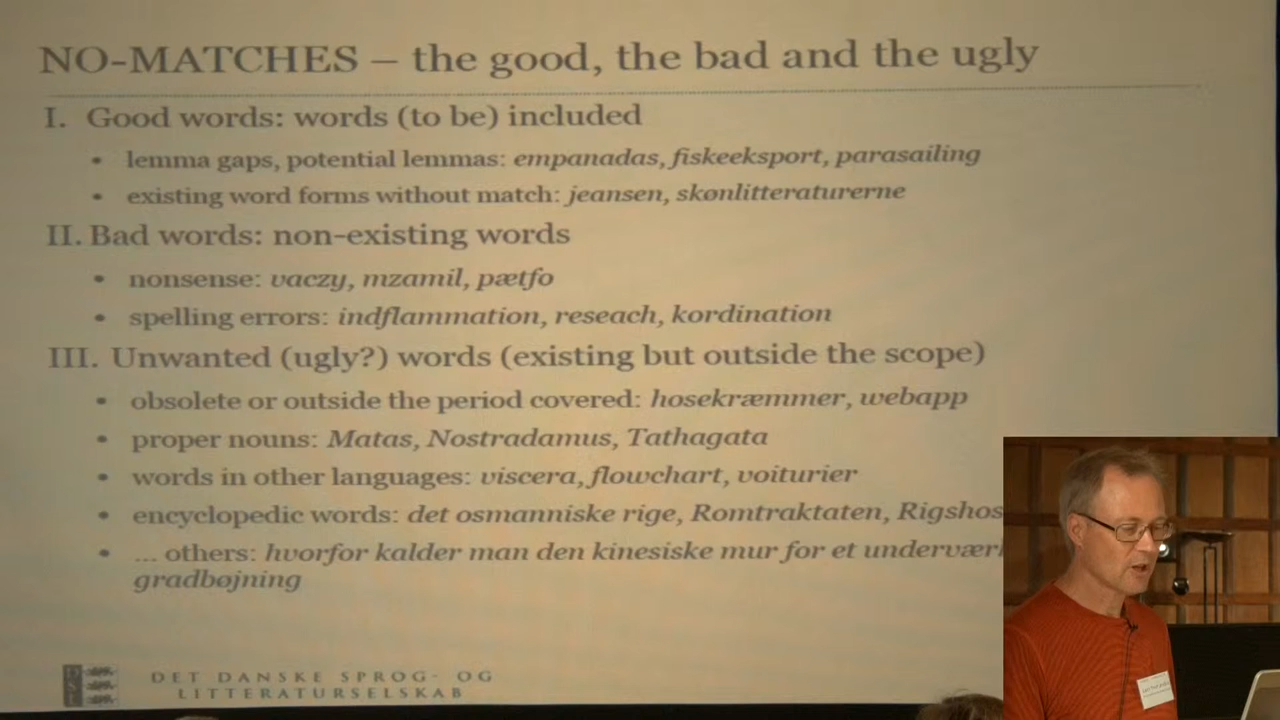 NO-MATCHES – the good, the bad and the ugly
I. Good words: words (to be) included
• lemma gaps, potential lemmas: empanadas, fiskeeksport, parasailing
• existing word forms without match: jeansen, skønlitteraturerne
II. Bad words: non-existing words
• nonsense: vaczy, mzamil, pætfo
• spelling errors: indflammation, reseach, kordination
III. Unwanted (ugly?) words (existing but outside the scope)
• obsolete or outside the period covered: hosekræmmer, webapp
• proper nouns: Matas, Nostradamus, Tathagata
• words in other languages: viscera, flowchart, voiturier
• encyclopedic words: det osmanniske rige, Romtraktaten, Rigshos
• ... others: hvorfor kalder man den kinesiske mur for et underværk
gradbøjning
DET DANSKE SPROG- OG
LITTERATURSELSKAB